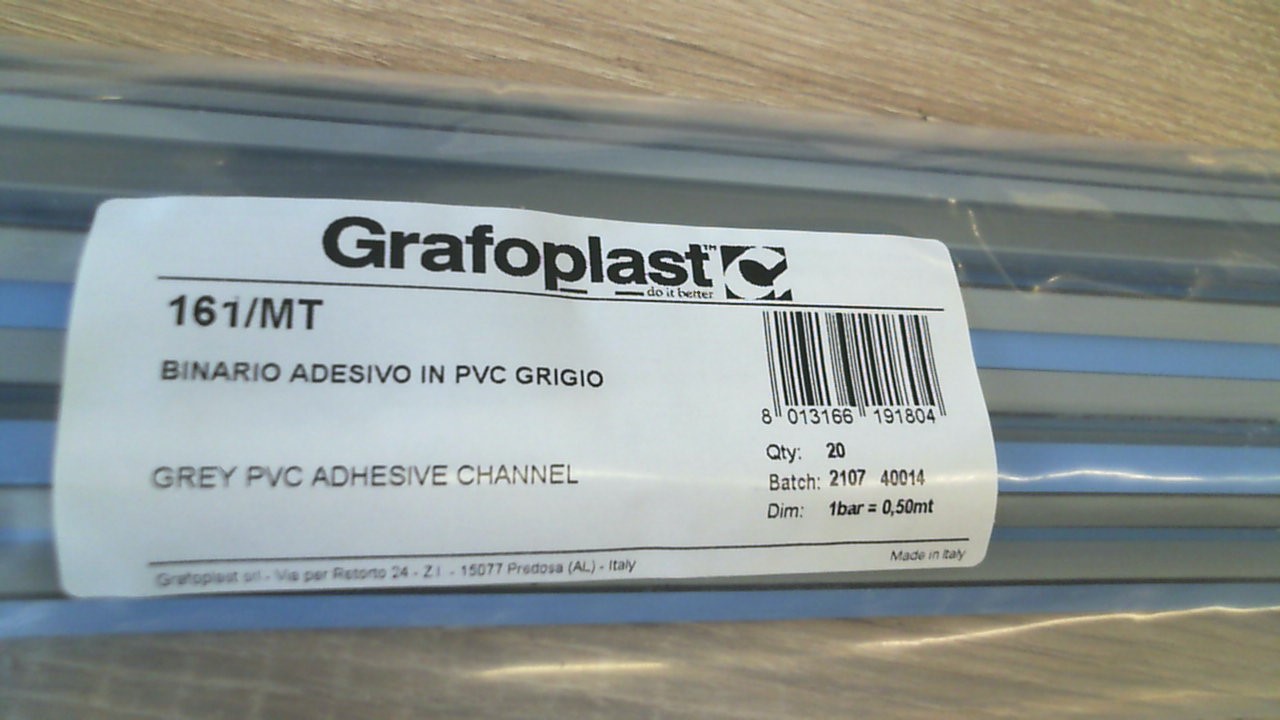 Grafoplast™
do it better
161/MT
BINARIO ADESIVO IN PVC GRIGIO
8 013166 191804
GREY PVC ADHESIVE CHANNEL
Qty: 20
Batch: 2107 40014
Dim: 1bar = 0,50mt
Made in Italy
Grafoplast srl - Via per Retorto 24 - Z.I. - 15077 Predosa (AL) - Italy